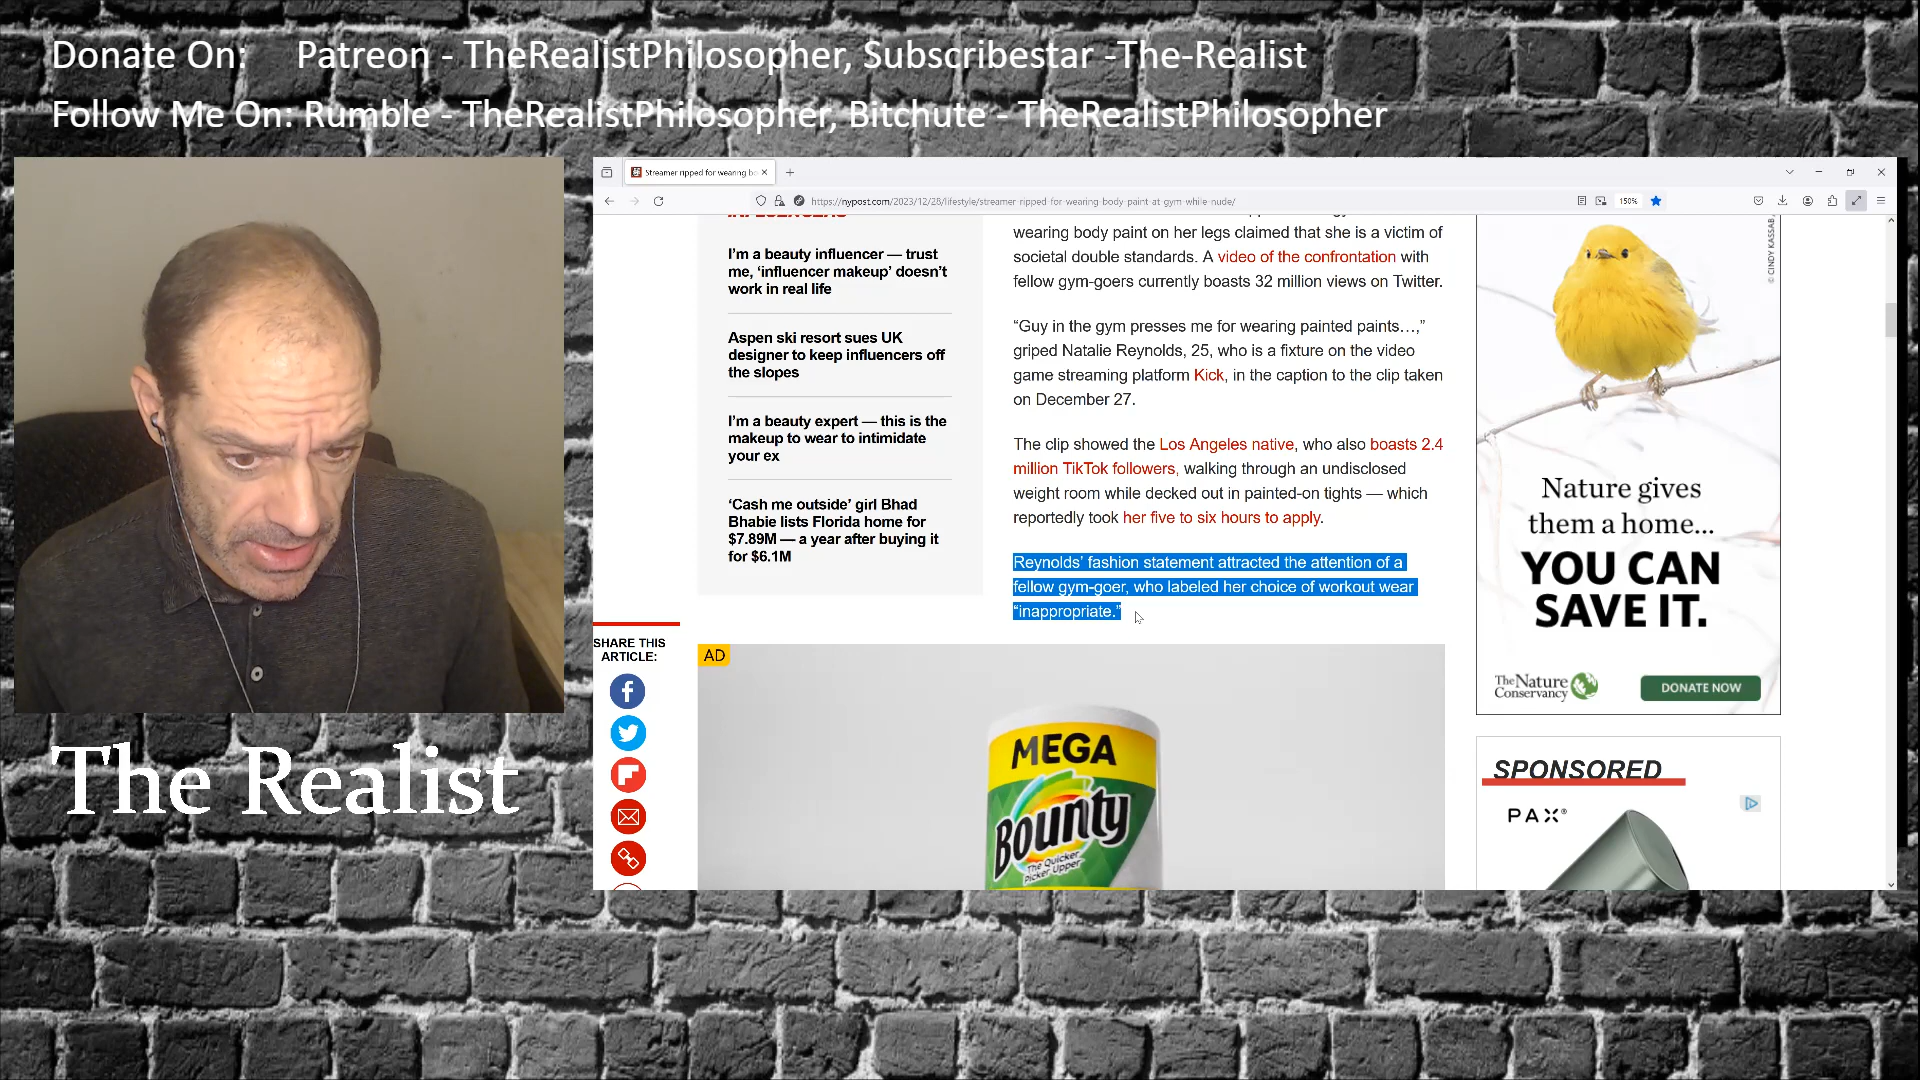 Donate On: Patreon - TheRealistPhilosopher, Subscribestar -The-Realist
Follow Me On: Rumble - TheRealistPhilosopher, Bitchute - TheRealistPhilosopher
Streamer ripped for wearing bo
https://nypost.com/2023/12/28/lifestyle/streamer-ripped-for-wearing-body-paint-at-gym-while-nude/
150%
I'm a beauty influencer — trust
me, ‘influencer makeup’ doesn’t
work in real life
Aspen ski resort sues UK
designer to keep influencers off
the slopes
I’m a beauty expert — this is the
makeup to wear to intimidate
your ex
‘Cash me outside’ girl Bhad
Bhabie lists Florida home for
$7.89M — a year after buying it
for $6.1M
SHARE THIS
ARTICLE:
wearing body paint on her legs claimed that she is a victim of
societal double standards. A video of the confrontation with
fellow gym-goers currently boasts 32 million views on Twitter.
“Guy in the gym presses me for wearing painted paints…,”
griped Natalie Reynolds, 25, who is a fixture on the video
game streaming platform Kick, in the caption to the clip taken
on December 27.
The clip showed the Los Angeles native, who also boasts 2.4
million TikTok followers, walking through an undisclosed
weight room while decked out in painted-on tights — which
reportedly took her five to six hours to apply.
Reynolds’ fashion statement attracted the attention of a
fellow gym-goer, who labeled her choice of workout wear
“inappropriate.”
AD
MEGA
Bounty
The Quicker
Picker Upper
© CINDY KASSAB
Nature gives
them a home...
YOU CAN
SAVE IT.
The Nature
Conservancy
DONATE NOW
SPONSORED
PAX®
The Realist